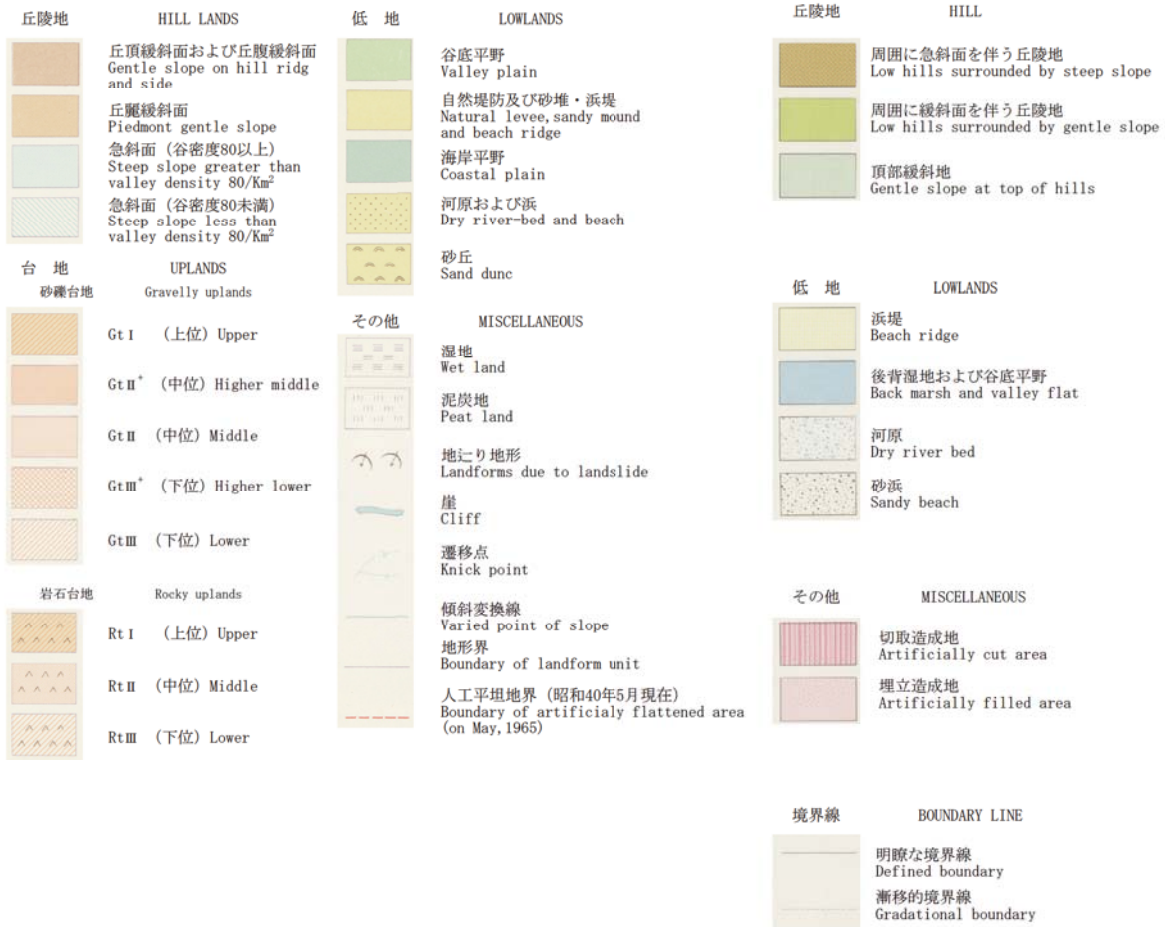 丘陵地 HILL LANDS
丘頂緩斜面および丘腹緩斜面
Gentle slope on hill ridg
and side
丘麗緩斜面
Piedmont gentle slope
急斜面（谷密度80以上）
Steep slope greater than
valley density 80/Km²
急斜面（谷密度80未満）
Steep slope less than
valley density 80/Km²
台 地 UPLANDS
砂礫台地 Gravelly uplands
GtⅠ （上位）Upper
GtⅡ⁺ （中位）Higher middle
GtⅡ （中位）Middle
GtⅢ⁺ （下位）Higher lower
GtⅢ （下位）Lower
岩石台地 Rocky uplands
RtⅠ （上位）Upper
RtⅡ （中位）Middle
RtⅢ （下位）Lower
低 地 LOWLANDS
谷底平野
Valley plain
自然堤防及び砂堆・浜堤
Natural levee,sandy mound
and beach ridge
海岸平野
Coastal plain
河原および浜
Dry river-bed and beach
砂丘
Sand dunc
その他 MISCELLANEOUS
湿地
Wet land
泥炭地
Peat land
地辷り地形
Landforms due to landslide
崖
Cliff
遷移点
Knick point
傾斜変換線
Varied point of slope
地形界
Boundary of landform unit
人工平坦地界（昭和40年5月現在）
Boundary of artificialy flattened area
(on May,1965)
丘陵地 HILL
周囲に急斜面を伴う丘陵地
Low hills surrounded by steep slope
周囲に緩斜面を伴う丘陵地
Low hills surrounded by gentle slope
頂部緩斜地
Gentle slope at top of hills
低 地 LOWLANDS
浜堤
Beach ridge
後背湿地および谷底平野
Back marsh and valley flat
河原
Dry river bed
砂浜
Sandy beach
その他 MISCELLANEOUS
切取造成地
Artificially cut area
埋立造成地
Artificially filled area
境界線 BOUNDARY LINE
明瞭な境界線
Defined boundary
漸移的境界線
Gradational boundary